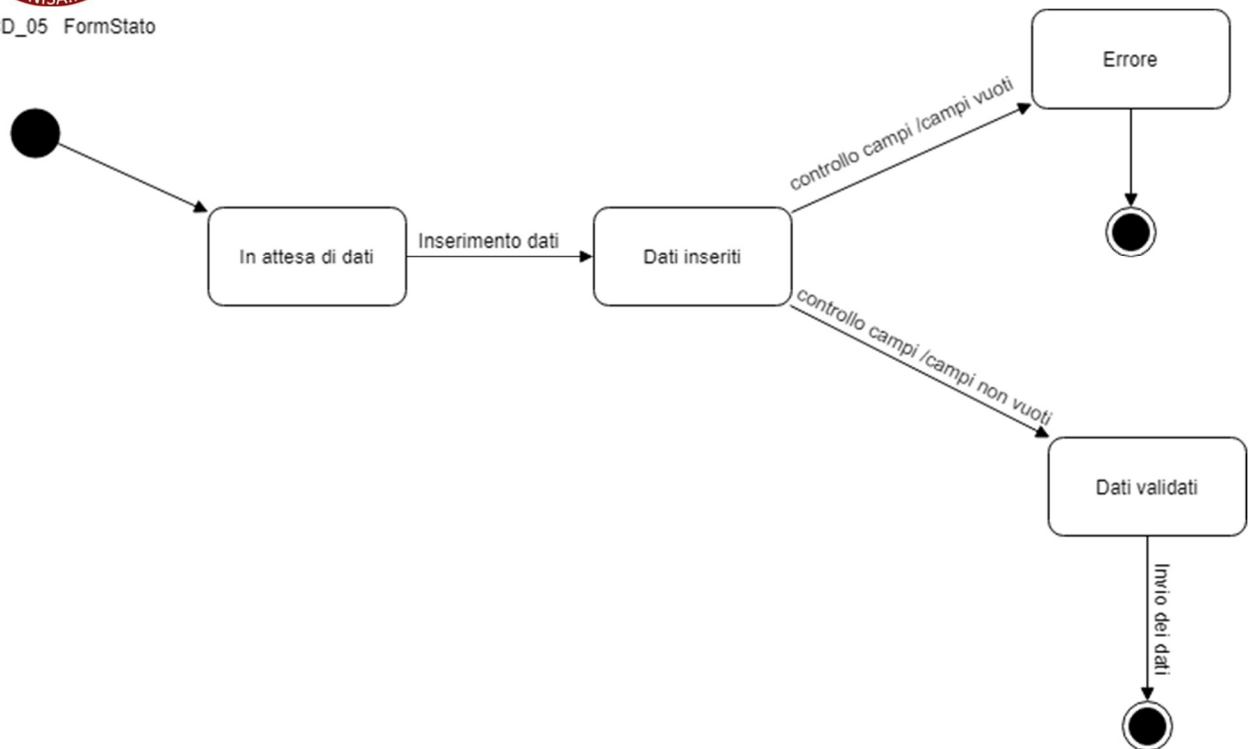 D_05 FormStato
Errore
controllo campi /campi vuoti
In attesa di dati
Inserimento dati
Dati inseriti
controllo campi /campi non vuoti
Dati validati
Invio dei dati